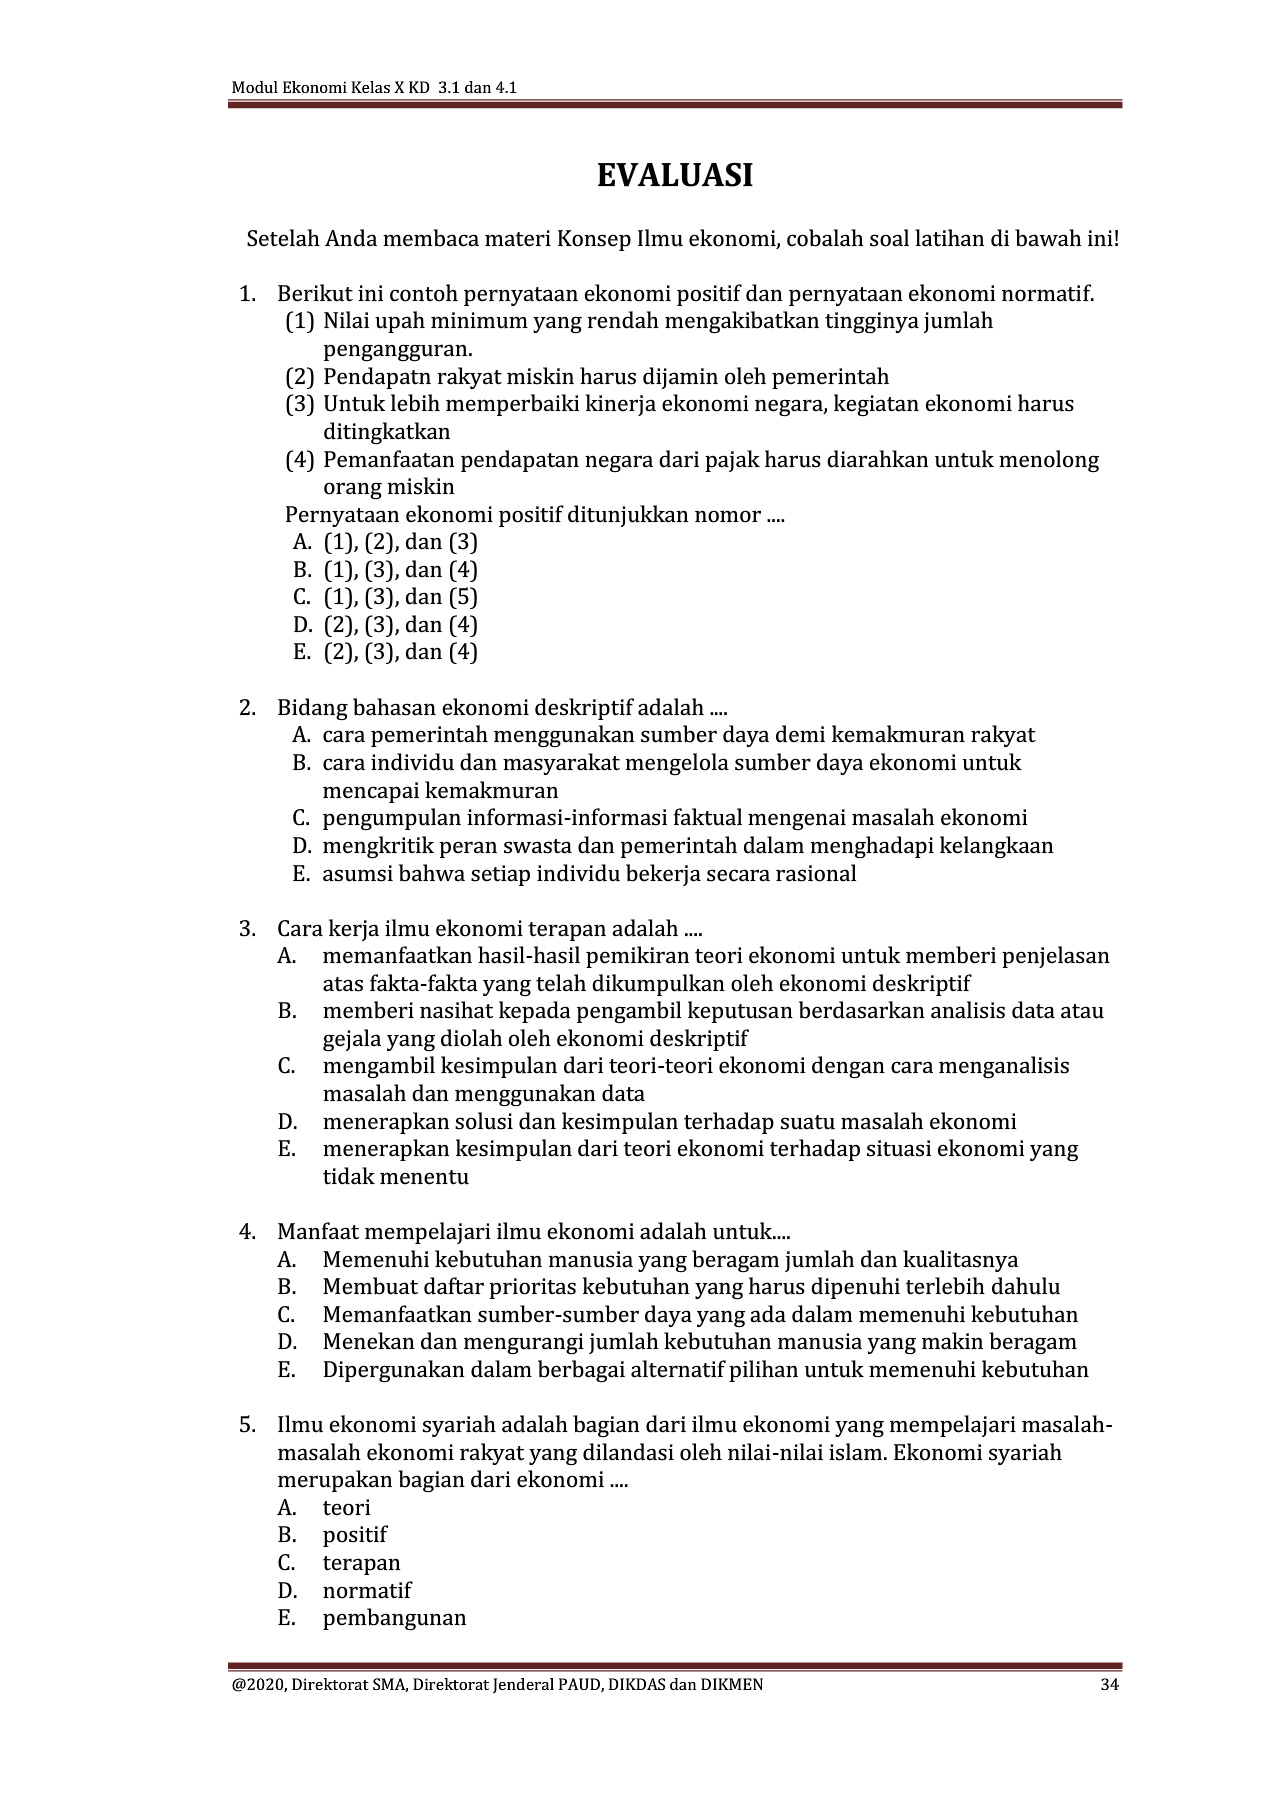 Modul Ekonomi Kelas X KD 3.1 dan 4.1
EVALUASI
Setelah Anda membaca materi Konsep Ilmu ekonomi, cobalah soal latihan di bawah ini!
1. Berikut ini contoh pernyataan ekonomi positif dan pernyataan ekonomi normatif.
(1) Nilai upah minimum yang rendah mengakibatkan tingginya jumlah
pengangguran.
(2) Pendapatn rakyat miskin harus dijamin oleh pemerintah
(3) Untuk lebih memperbaiki kinerja ekonomi negara, kegiatan ekonomi harus
ditingkatkan
(4) Pemanfaatan pendapatan negara dari pajak harus diarahkan untuk menolong
orang miskin
Pernyataan ekonomi positif ditunjukkan nomor ....
A. (1), (2), dan (3)
B. (1), (3), dan (4)
C. (1), (3), dan (5)
D. (2), (3), dan (4)
E. (2), (3), dan (4)
2. Bidang bahasan ekonomi deskriptif adalah ....
A. cara pemerintah menggunakan sumber daya demi kemakmuran rakyat
B. cara individu dan masyarakat mengelola sumber daya ekonomi untuk
mencapai kemakmuran
C. pengumpulan informasi-informasi faktual mengenai masalah ekonomi
D. mengkritik peran swasta dan pemerintah dalam menghadapi kelangkaan
E. asumsi bahwa setiap individu bekerja secara rasional
3. Cara kerja ilmu ekonomi terapan adalah ....
A. memanfaatkan hasil-hasil pemikiran teori ekonomi untuk memberi penjelasan
atas fakta-fakta yang telah dikumpulkan oleh ekonomi deskriptif
B. memberi nasihat kepada pengambil keputusan berdasarkan analisis data atau
gejala yang diolah oleh ekonomi deskriptif
C. mengambil kesimpulan dari teori-teori ekonomi dengan cara menganalisis
masalah dan menggunakan data
D. menerapkan solusi dan kesimpulan terhadap suatu masalah ekonomi
E. menerapkan kesimpulan dari teori ekonomi terhadap situasi ekonomi yang
tidak menentu
4. Manfaat mempelajari ilmu ekonomi adalah untuk....
A. Memenuhi kebutuhan manusia yang beragam jumlah dan kualitasnya
B. Membuat daftar prioritas kebutuhan yang harus dipenuhi terlebih dahulu
C. Memanfaatkan sumber-sumber daya yang ada dalam memenuhi kebutuhan
D. Menekan dan mengurangi jumlah kebutuhan manusia yang makin beragam
E. Dipergunakan dalam berbagai alternatif pilihan untuk memenuhi kebutuhan
5. Ilmu ekonomi syariah adalah bagian dari ilmu ekonomi yang mempelajari masalah-
masalah ekonomi rakyat yang dilandasi oleh nilai-nilai islam. Ekonomi syariah
merupakan bagian dari ekonomi ....
A. teori
B. positif
C. terapan
D. normatif
E. pembangunan
@2020, Direktorat SMA, Direktorat Jenderal PAUD, DIKDAS dan DIKMEN 34